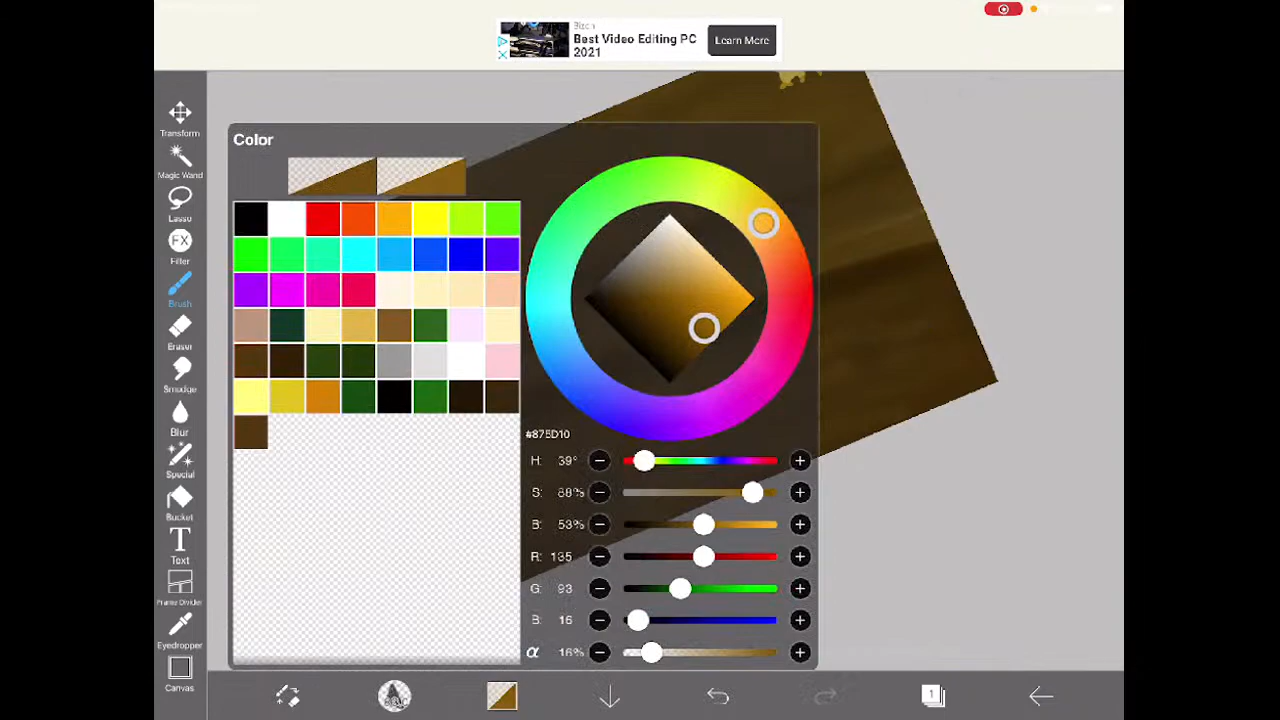 Best Video Editing PC
2021
Learn More
Color
Transform
Magic Wand
Lasso
FX
Filter
Brush
Eraser
Smudge
Blur
Special
Bucket
T
Text
Frame Divider
Eyedropper
Canvas
#875D10
H: 39°
S: 88%
B: 53%
R: 135
G: 93
B: 16
α 16%
1